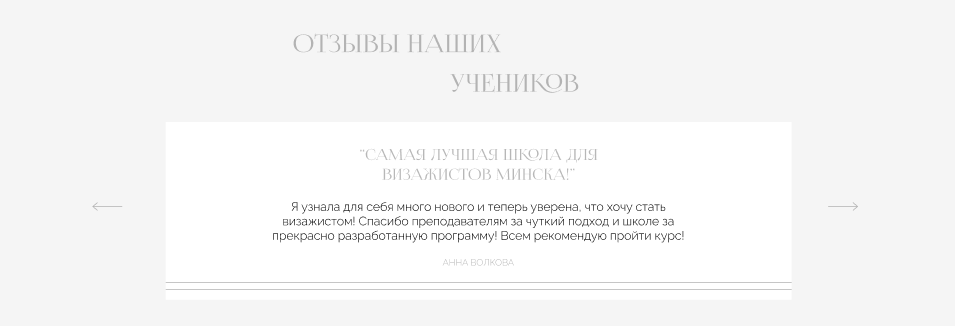 ОТЗЫВЫ НАШИХ
УЧЕНИКОВ
"САМАЯ ЛУЧШАЯ ШКОЛА ДЛЯ
ВИЗАЖИСТОВ МИНСКА!"
Я узнала для себя много нового и теперь уверена, что хочу стать
визажистом! Спасибо преподавателям за чуткий подход и школе за
прекрасно разработанную программу! Всем рекомендую пройти курс!
АННА ВОЛКОВА